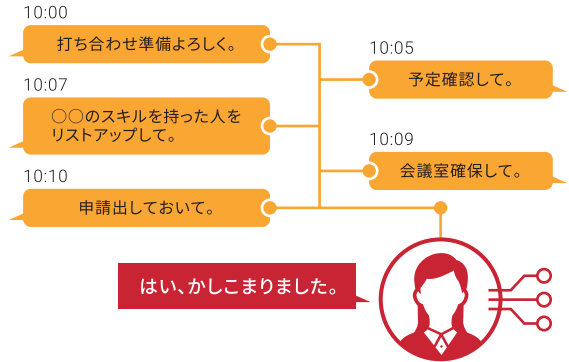 10:00
打ち合わせ準備よろしく。
10:05
予定確認して。
10:07
〇〇のスキルを持った人を
リストアップして。
10:09
会議室確保して。
10:10
申請出しておいて。
はい、かしこまりました。